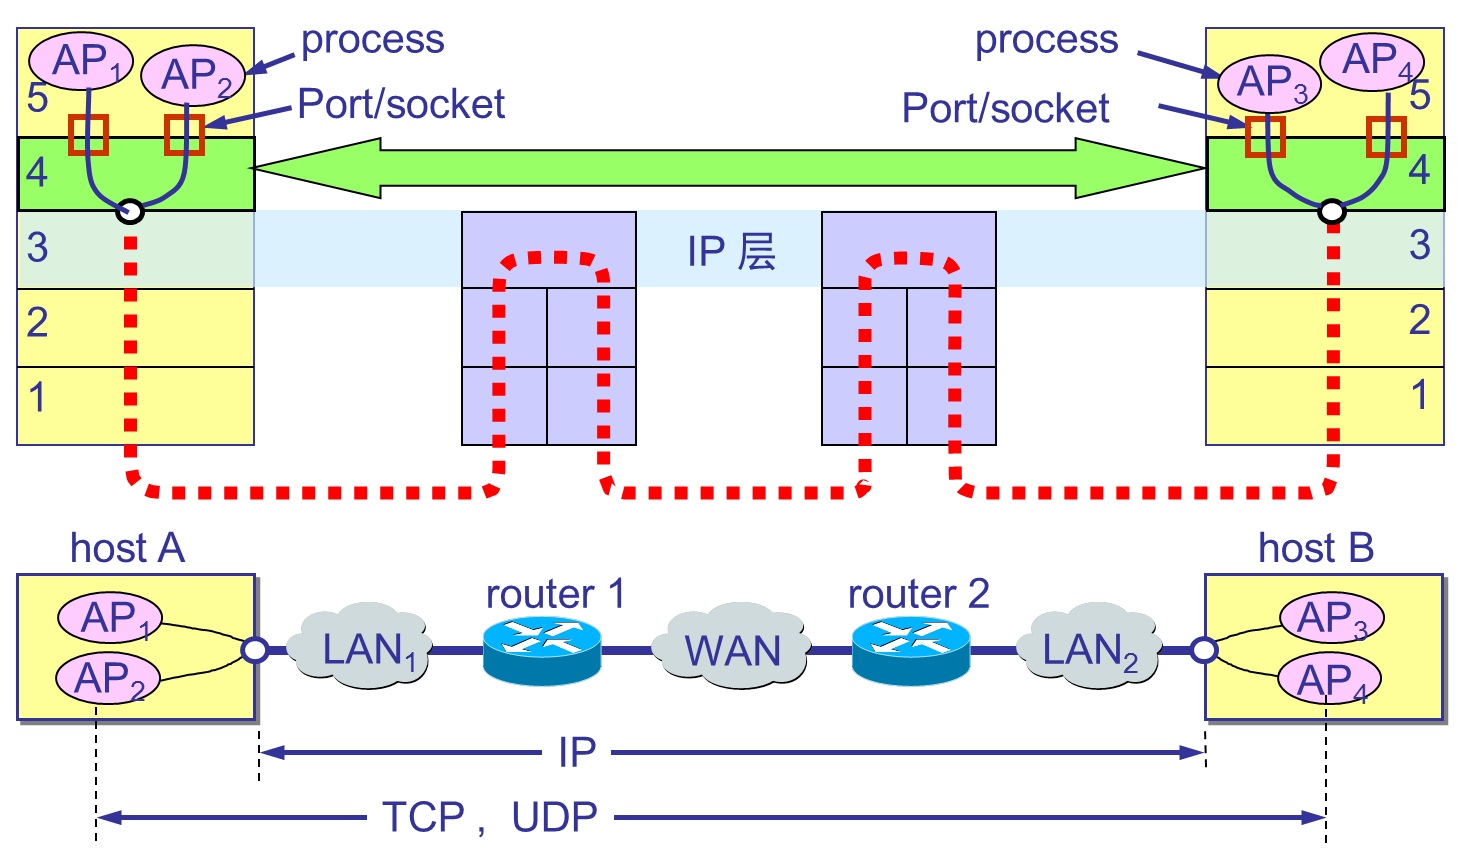 AP1
AP2
process
process
AP3
AP4
5
Port/socket
Port/socket
5
4
4
3
IP 层
3
2
2
1
1
host A
host B
AP1
AP2
LAN1
router 1
WAN
router 2
LAN2
AP3
AP4
IP
TCP , UDP